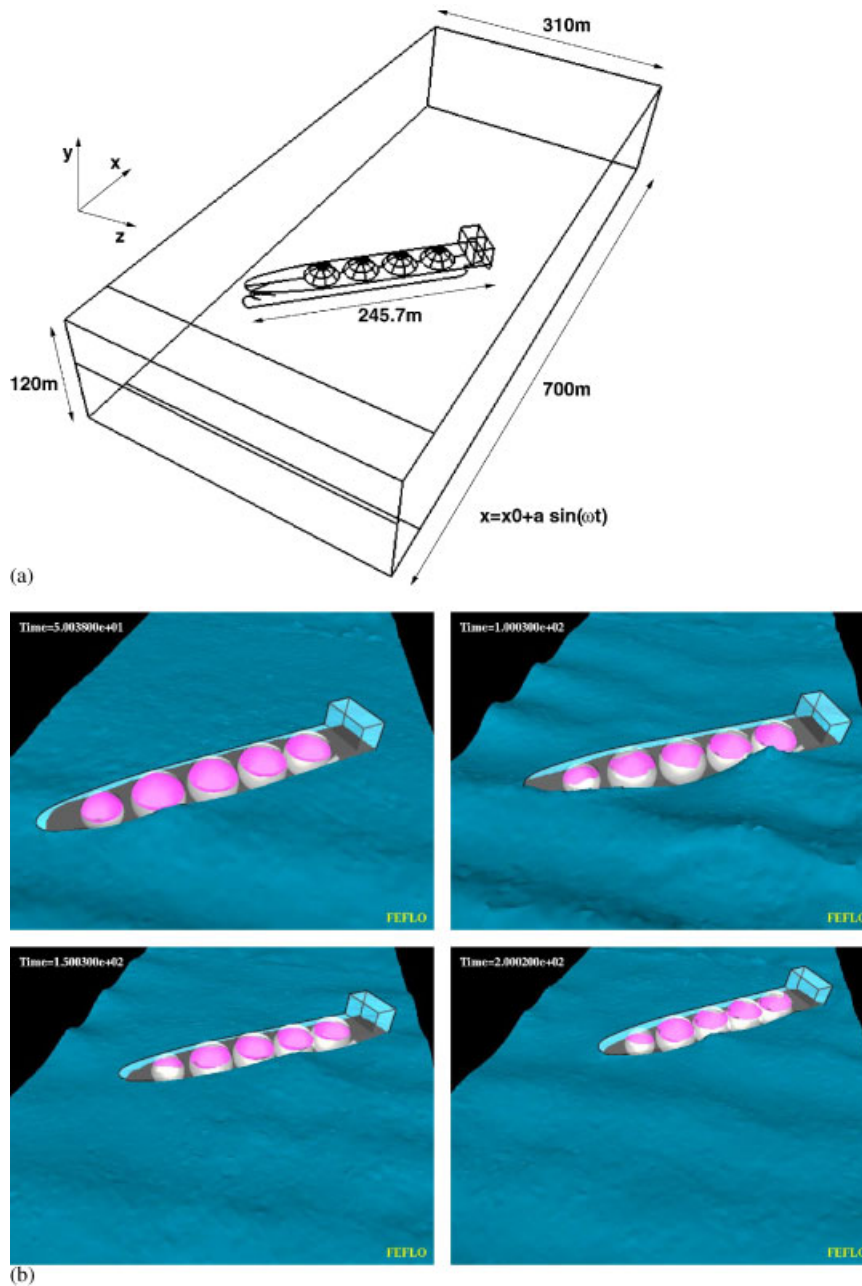 310m
y
x
z
245.7m
120m
700m
x=x0+a sin(ωt)
(a)
Time=5.003800e+01
FEFLO
Time=1.000300e+02
FEFLO
Time=1.500300e+02
FEFLO
Time=2.000200e+02
FEFLO
(b)